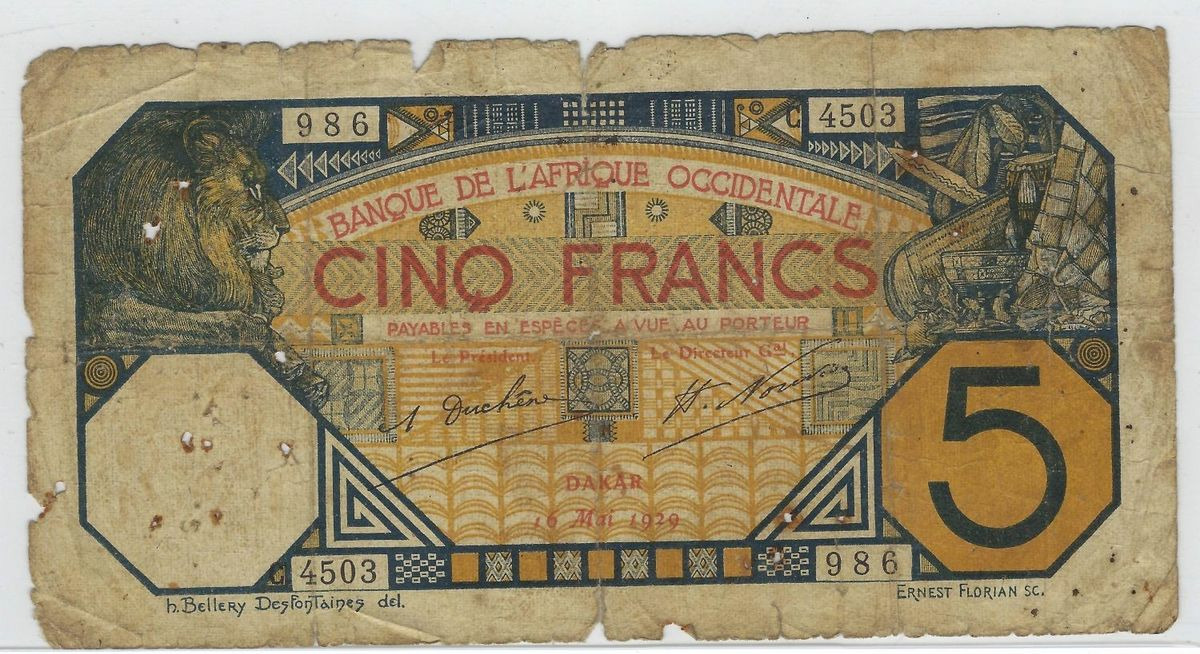 986
C 4503
BANQUE DE L'AFRIQUE OCCIDENTALE
CINQ FRANCS
PAYABLES EN ESPÈCES A VUE AU PORTEUR
Le Président, Le Directeur Gal,
A Duchêne
DAKAR
16 Mai 1929
5
C 4503
986
h. Bellery Desfontaines del.
ERNEST FLORIAN SC.